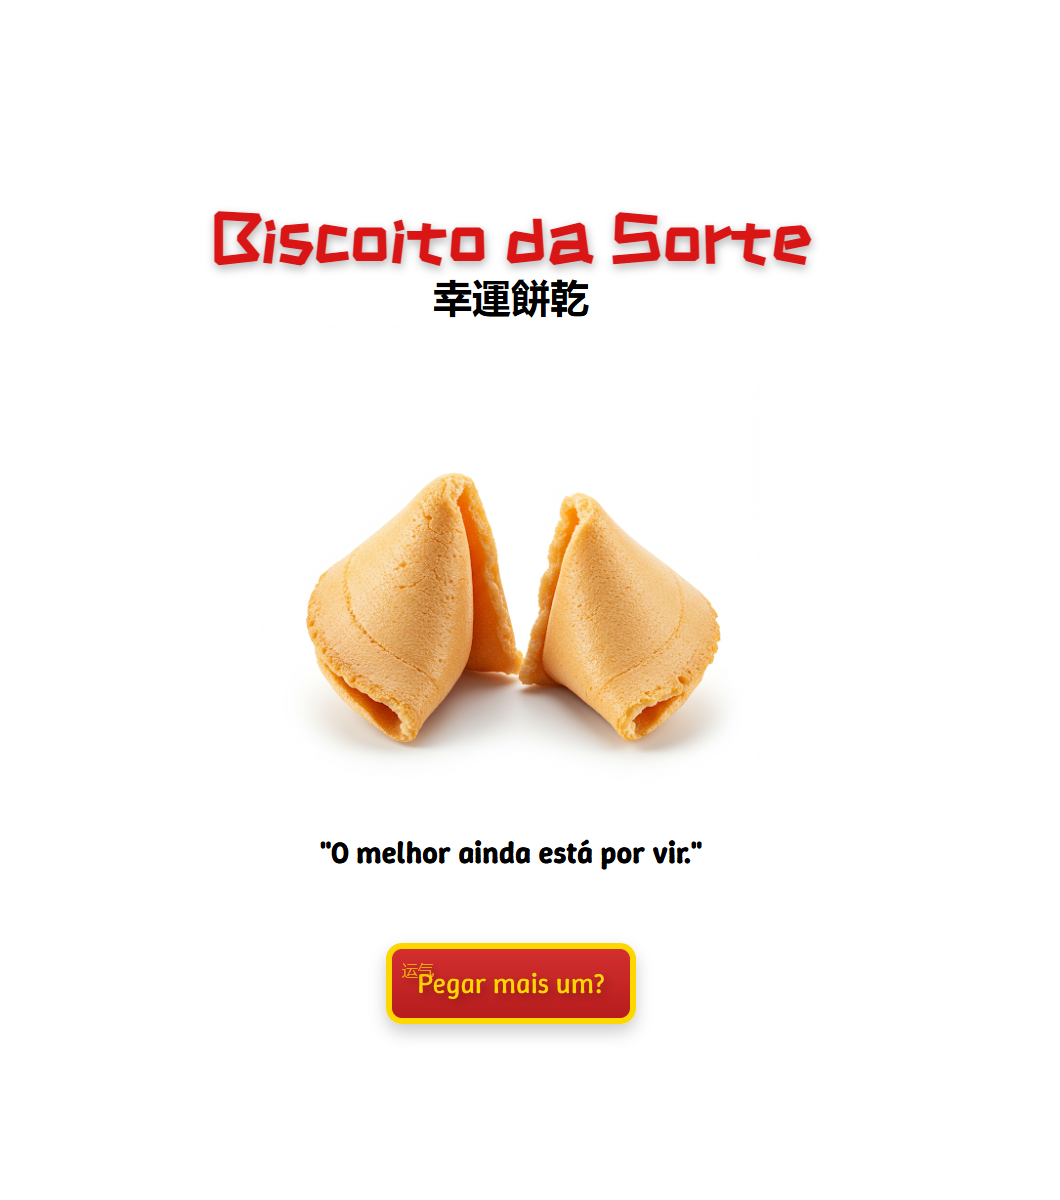 Biscoito da Sorte
幸運餅乾
"O melhor ainda está por vir."
运气
Pegar mais um?